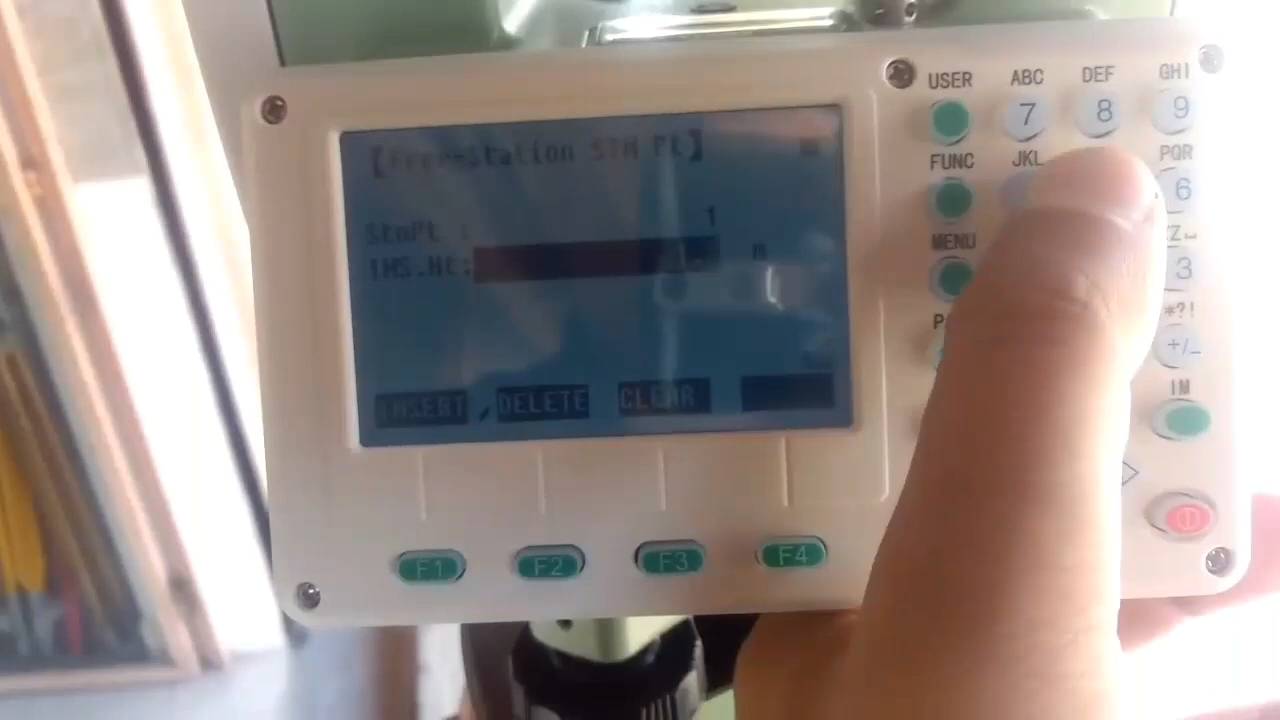 【Free-Station STN Pt】
StnPt : 1
INS.Ht: m
INSERT DELETE CLEAR
F1 F2 F3 F4
USER ABC DEF GHI
7 8 9
FUNC JKL PQR
6
MENU
3
*?!
+/_
IM